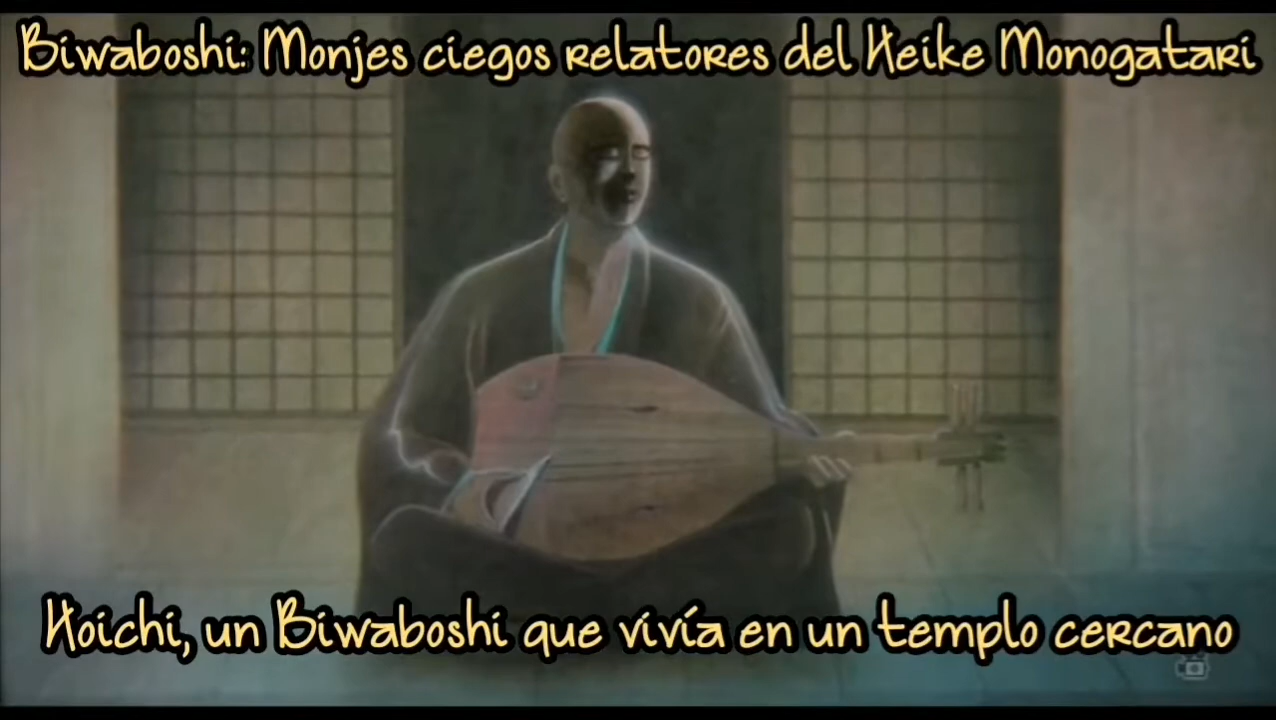 Biwaboshi: Monjes ciegos relatores del Heike Monogatari
Hoichi, un Biwaboshi que vivía en un templo cercano